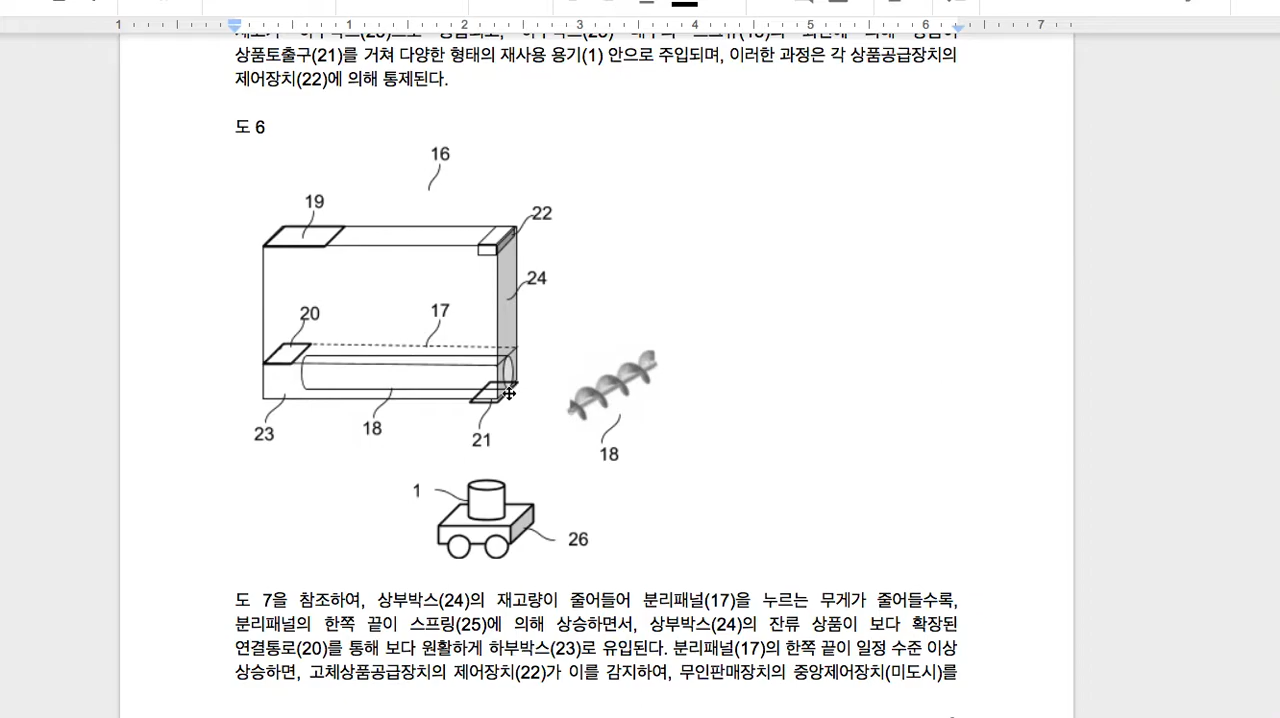 1 1 2 3 4 5 6 7
상품토출구(21)를 거쳐 다양한 형태의 재사용 용기(1) 안으로 주입되며, 이러한 과정은 각 상품공급장치의
제어장치(22)에 의해 통제된다.
도 6
16
19
22
24
20
17
23
18
21
18
1
26
도 7을 참조하여, 상부박스(24)의 재고량이 줄어들어 분리패널(17)을 누르는 무게가 줄어들수록,
분리패널의 한쪽 끝이 스프링(25)에 의해 상승하면서, 상부박스(24)의 잔류 상품이 보다 확장된
연결통로(20)를 통해 보다 원활하게 하부박스(23)로 유입된다. 분리패널(17)의 한쪽 끝이 일정 수준 이상
상승하면, 고체상품공급장치의 제어장치(22)가 이를 감지하여, 무인판매장치의 중앙제어장치(미도시)를